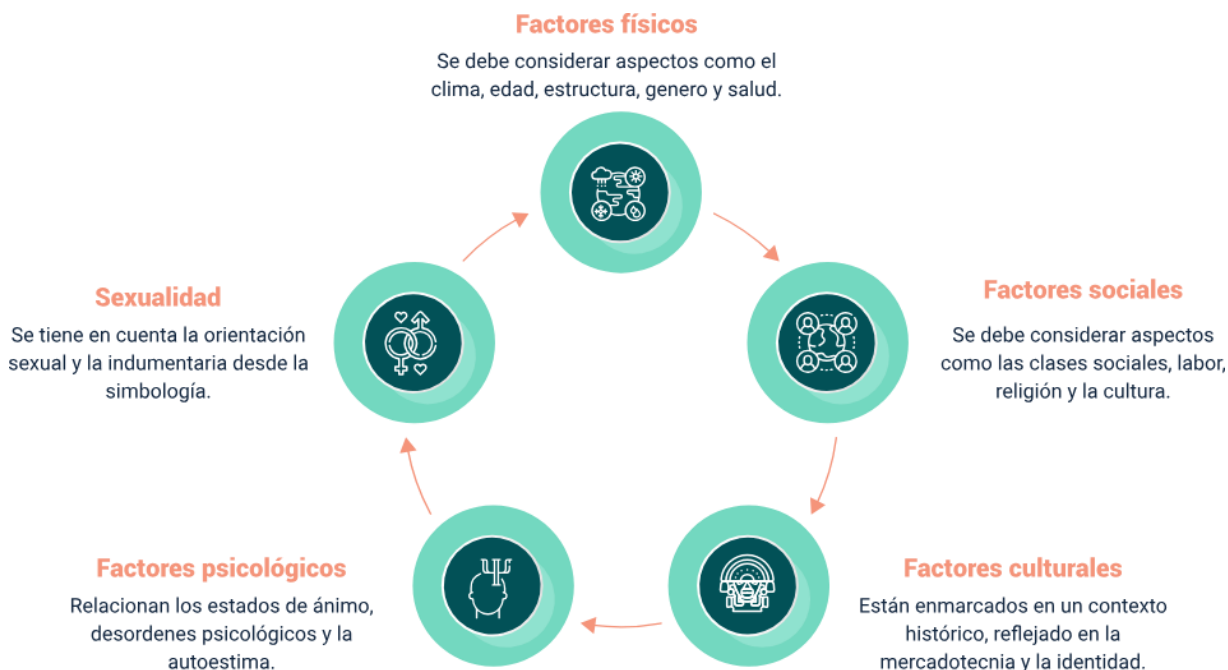 Factores físicos
Se debe considerar aspectos como el
clima, edad, estructura, genero y salud.
Factores sociales
Se debe considerar aspectos
como las clases sociales, labor,
religión y la cultura.
Factores culturales
Están enmarcados en un contexto
histórico, reflejado en la
mercadotecnia y la identidad.
Factores psicológicos
Relacionan los estados de ánimo,
desordenes psicológicos y la
autoestima.
Sexualidad
Se tiene en cuenta la orientación
sexual y la indumentaria desde la
simbología.